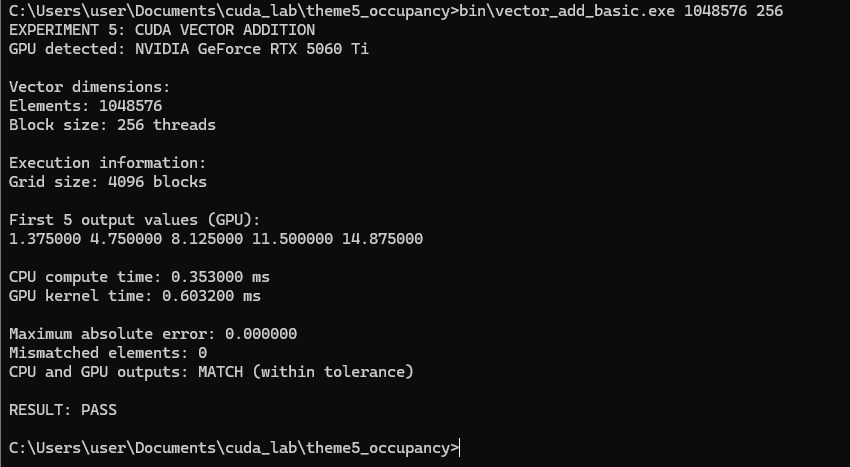 C:\Users\user\Documents\cuda_lab\theme5_occupancy>bin\vector_add_basic.exe 1048576 256
EXPERIMENT 5: CUDA VECTOR ADDITION
GPU detected: NVIDIA GeForce RTX 5060 Ti
Vector dimensions:
Elements: 1048576
Block size: 256 threads
Execution information:
Grid size: 4096 blocks
First 5 output values (GPU):
1.375000 4.750000 8.125000 11.500000 14.875000
CPU compute time: 0.353000 ms
GPU kernel time: 0.603200 ms
Maximum absolute error: 0.000000
Mismatched elements: 0
CPU and GPU outputs: MATCH (within tolerance)
RESULT: PASS
C:\Users\user\Documents\cuda_lab\theme5_occupancy>